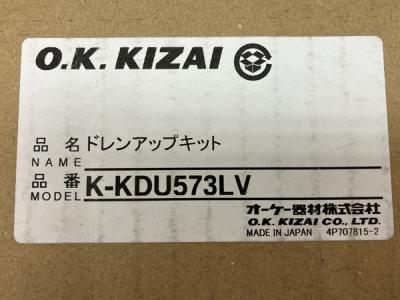 O.K. KIZAI
品名 ドレンアップキット
NAME
品番 K-KDU573LV
MODEL
オーケー器材株式会社
O.K. KIZAI CO., LTD.
MADE IN JAPAN 4P707815-2